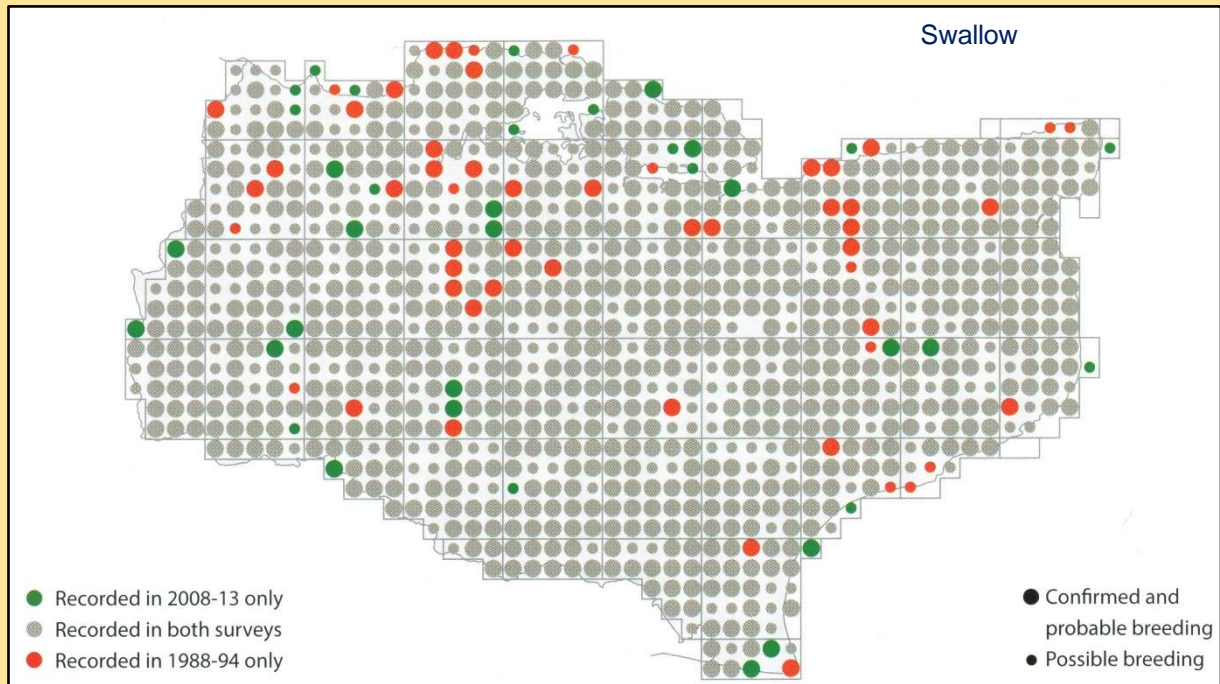 Swallow
Recorded in 2008-13 only
Recorded in both surveys
Recorded in 1988-94 only
Confirmed and
probable breeding
Possible breeding